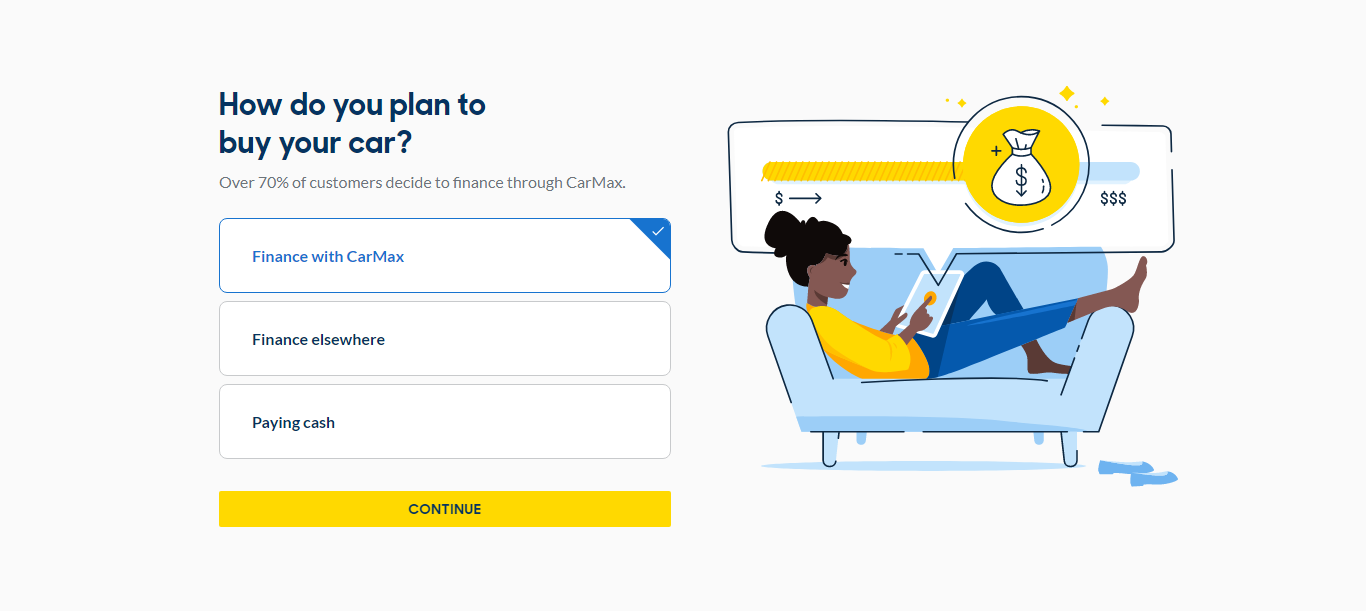 How do you plan to
buy your car?
Over 70% of customers decide to finance through CarMax.
Finance with CarMax
Finance elsewhere
Paying cash
CONTINUE
+
$
$
$$$